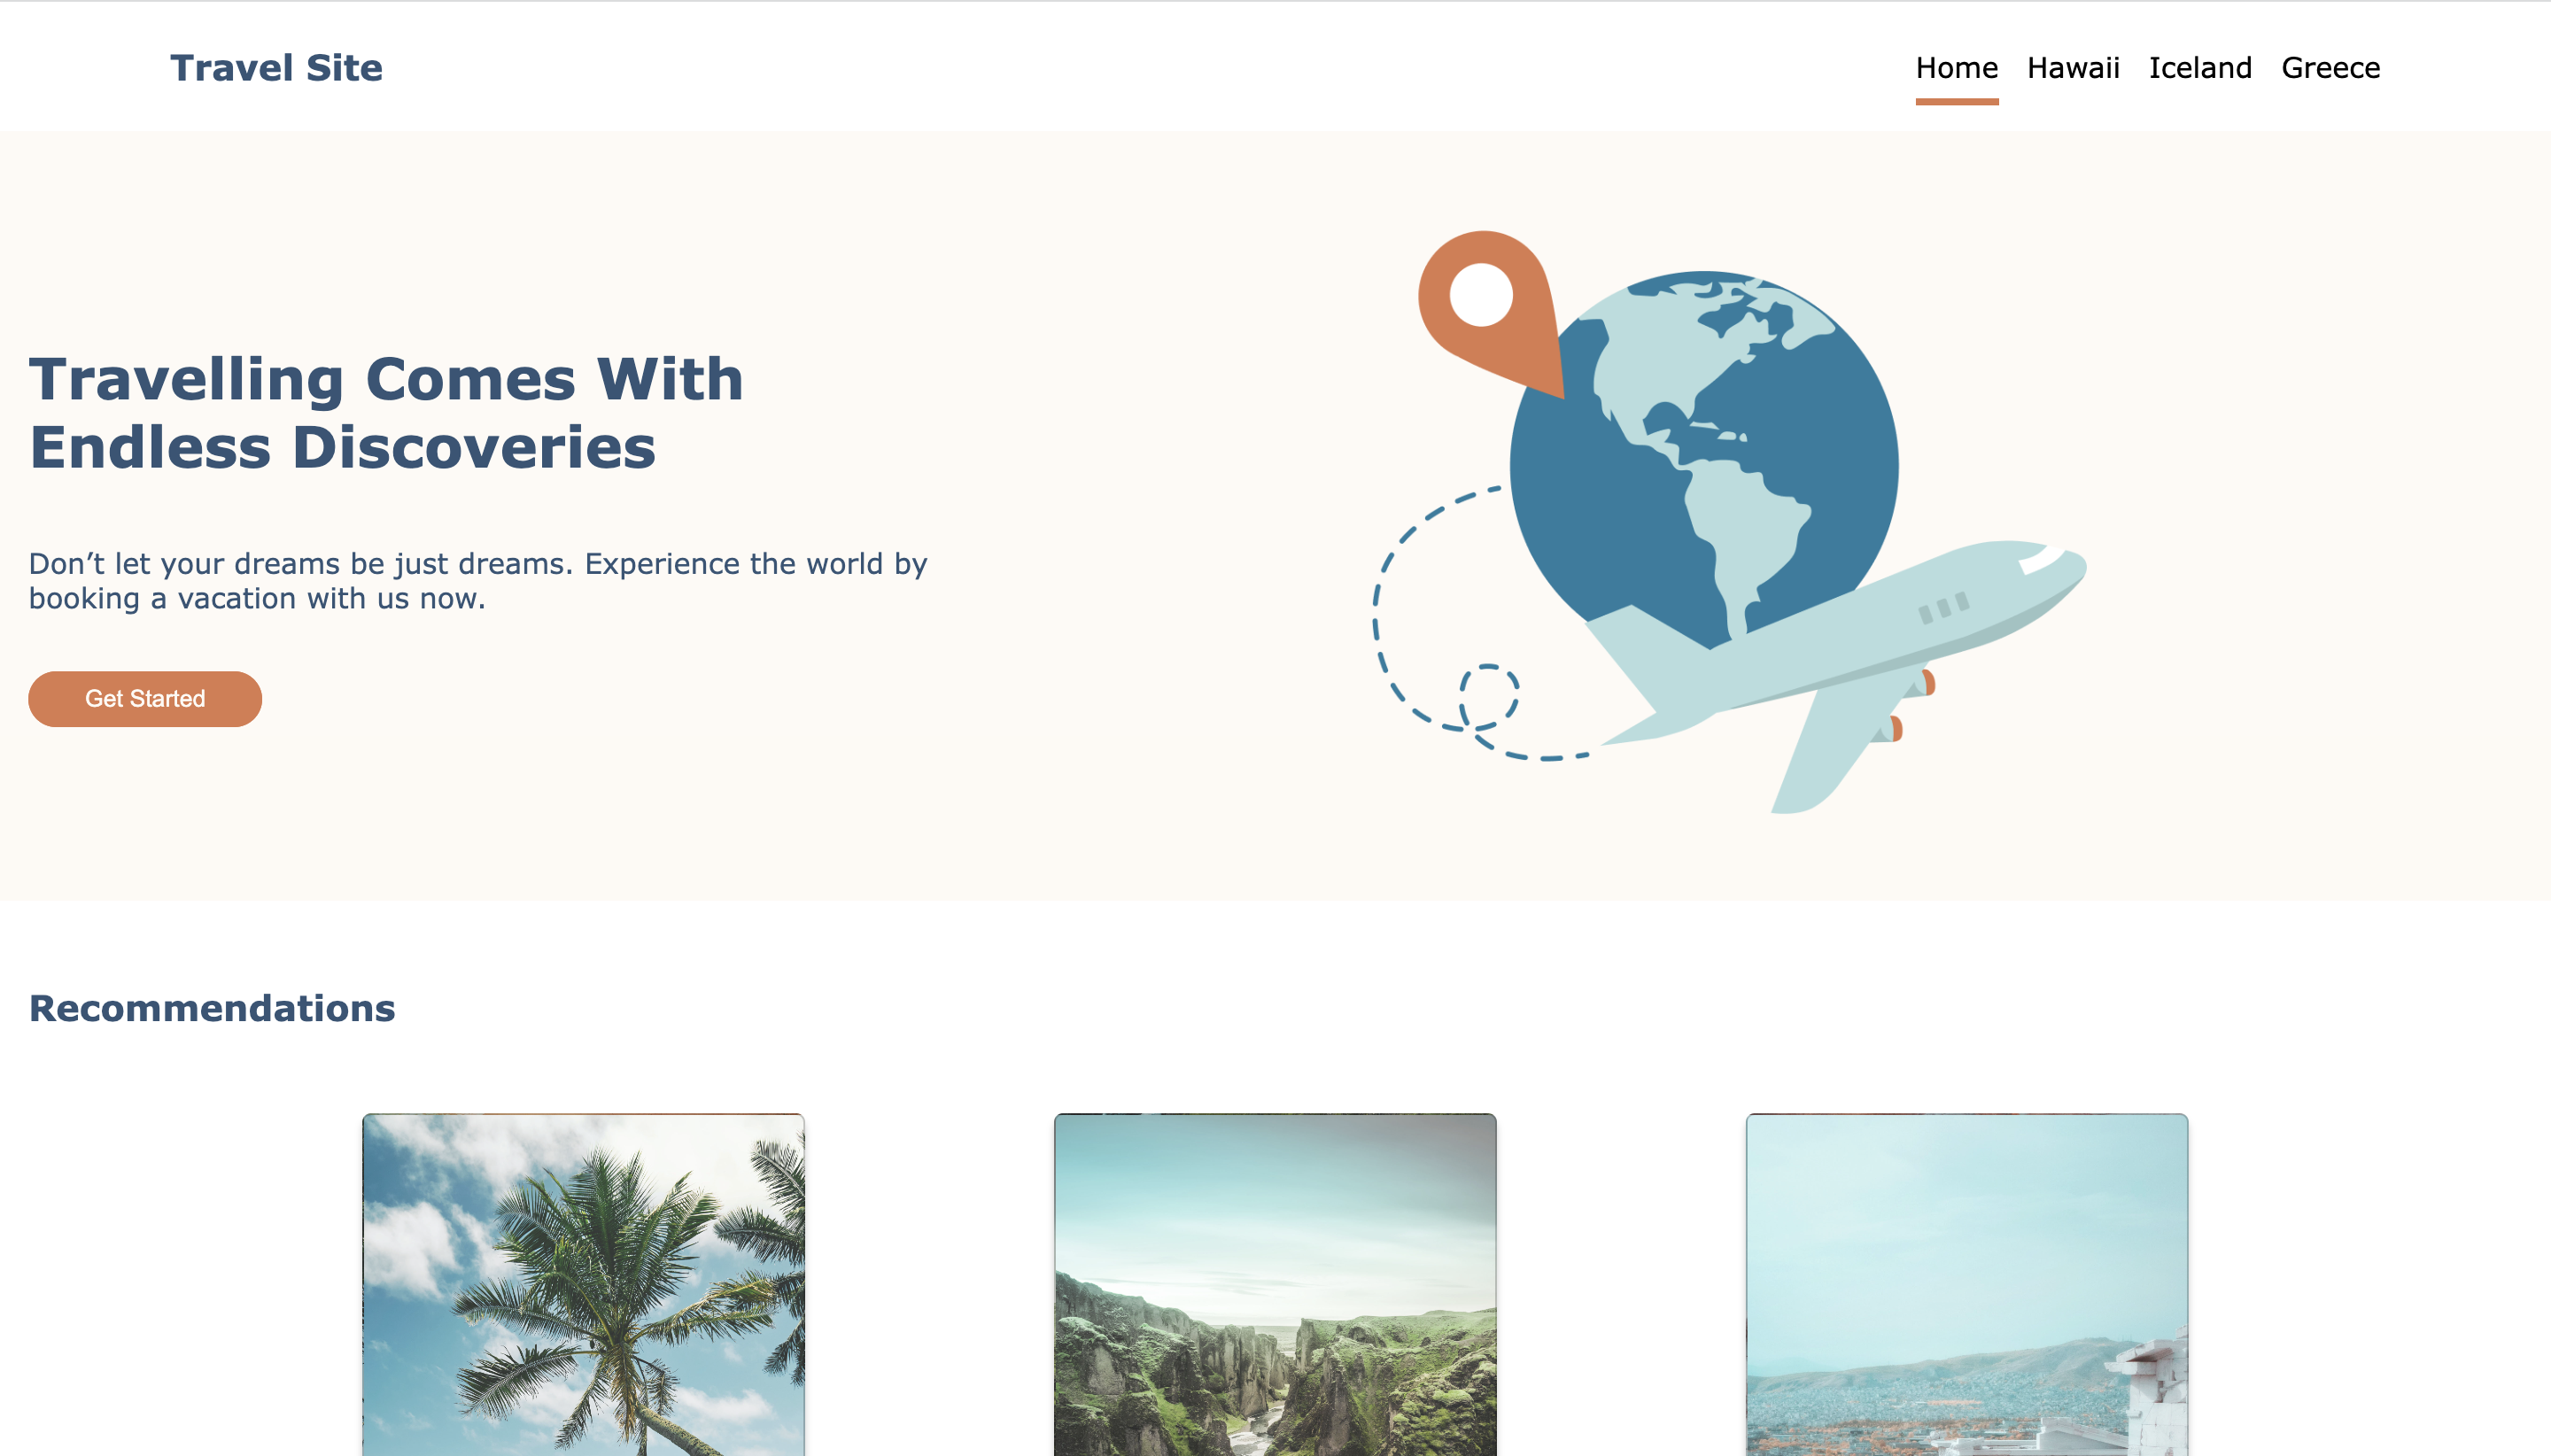 Travel Site
Home Hawaii Iceland Greece
Travelling Comes With
Endless Discoveries
Don’t let your dreams be just dreams. Experience the world by
booking a vacation with us now.
Get Started
Recommendations